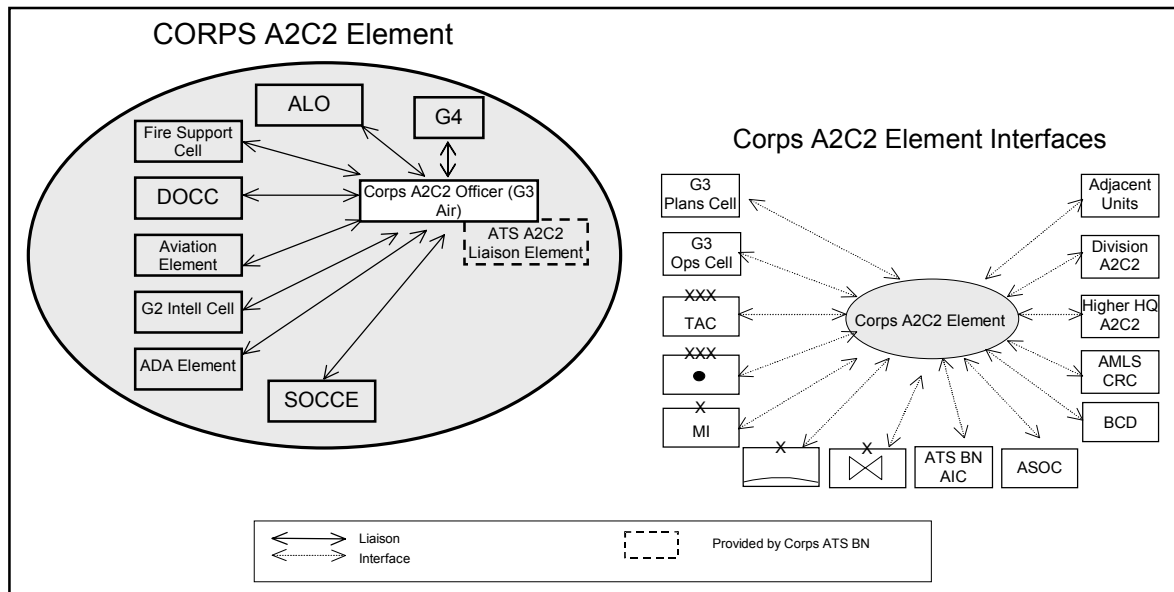 CORPS A2C2 Element
ALO
G4
Fire Support
Cell
DOCC
Corps A2C2 Officer (G3
Air)
ATS A2C2
Liaison Element
Aviation
Element
G2 Intell Cell
ADA Element
SOCCE
Corps A2C2 Element Interfaces
G3
Plans Cell
G3
Ops Cell
XXX
TAC
XXX
X
MI
X
X
ATS BN
AIC
ASOC
Corps A2C2 Element
Adjacent
Units
Division
A2C2
Higher HQ
A2C2
AMLS
CRC
BCD
Liaison
Interface
Provided by Corps ATS BN